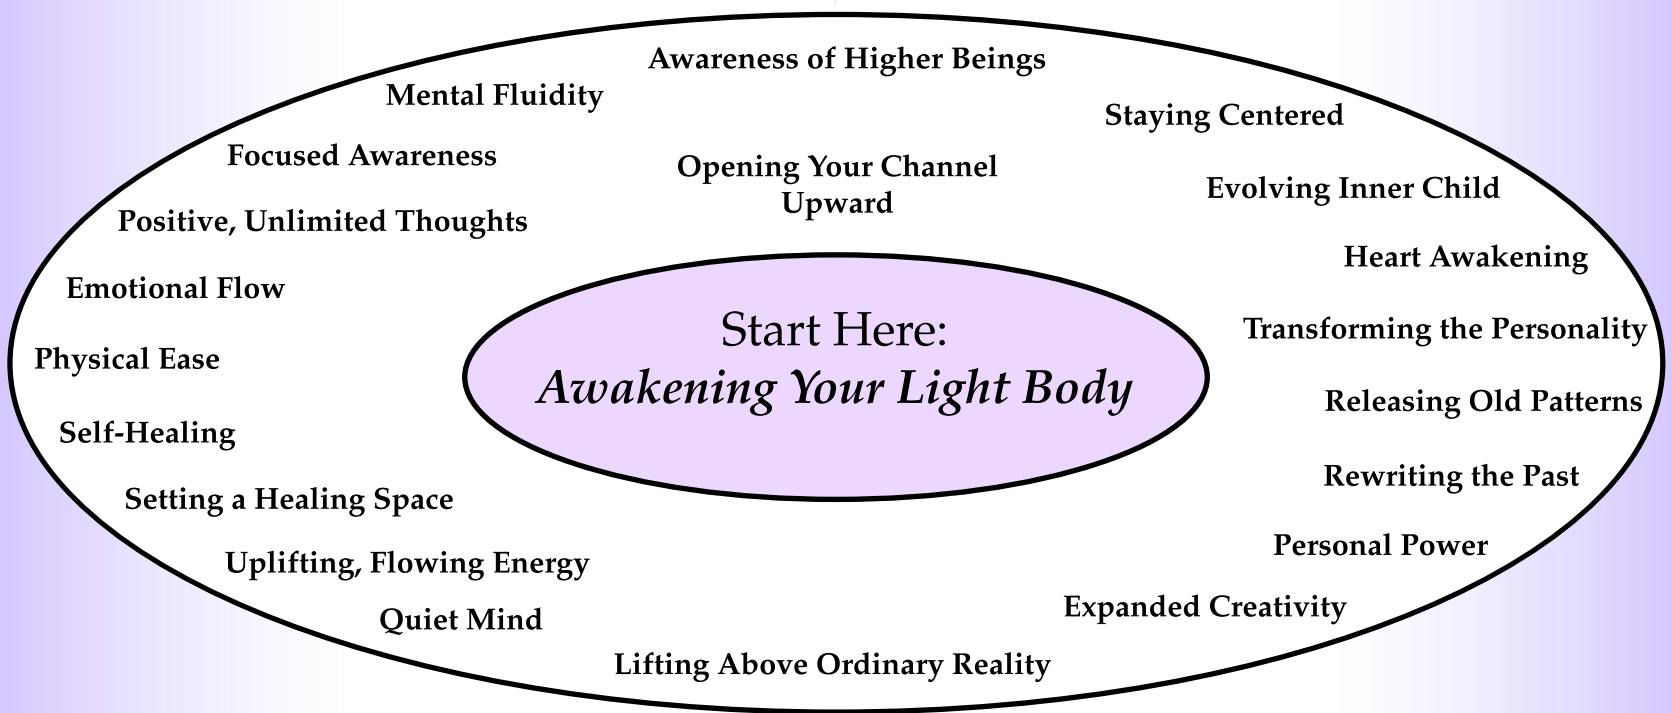 Awareness of Higher Beings
Mental Fluidity
Staying Centered
Focused Awareness
Opening Your Channel
Upward
Evolving Inner Child
Positive, Unlimited Thoughts
Heart Awakening
Emotional Flow
Start Here:
Transforming the Personality
Physical Ease
Awakening Your Light Body
Releasing Old Patterns
Self-Healing
Rewriting the Past
Setting a Healing Space
Personal Power
Uplifting, Flowing Energy
Expanded Creativity
Quiet Mind
Lifting Above Ordinary Reality